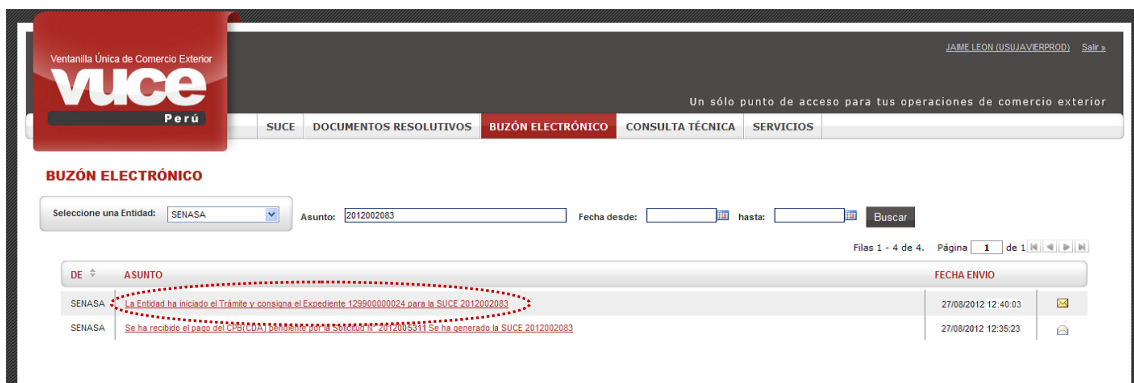 JAIME LEON (USUJAVIERPROD) Salir »
Ventanilla Única de Comercio Exterior
vuce
Perú
Un sólo punto de acceso para tus operaciones de comercio exterior
SUCE DOCUMENTOS RESOLUTIVOS BUZÓN ELECTRÓNICO CONSULTA TÉCNICA SERVICIOS
BUZÓN ELECTRÓNICO
Seleccione una Entidad: SENASA Asunto: 2012002083 Fecha desde: hasta: Buscar
Filas 1 - 4 de 4. Página 1 de 1
DE ASUNTO FECHA ENVIO
SENASA La Entidad ha iniciado el Trámite y consigna el Expediente 129900000024 para la SUCE 2012002083 27/08/2012 12:40:03
SENASA Se ha recibido el pago del CPB(CDA) pendiente por la Solicitud N° 2012005311 Se ha generado la SUCE 2012002083 27/08/2012 12:35:23